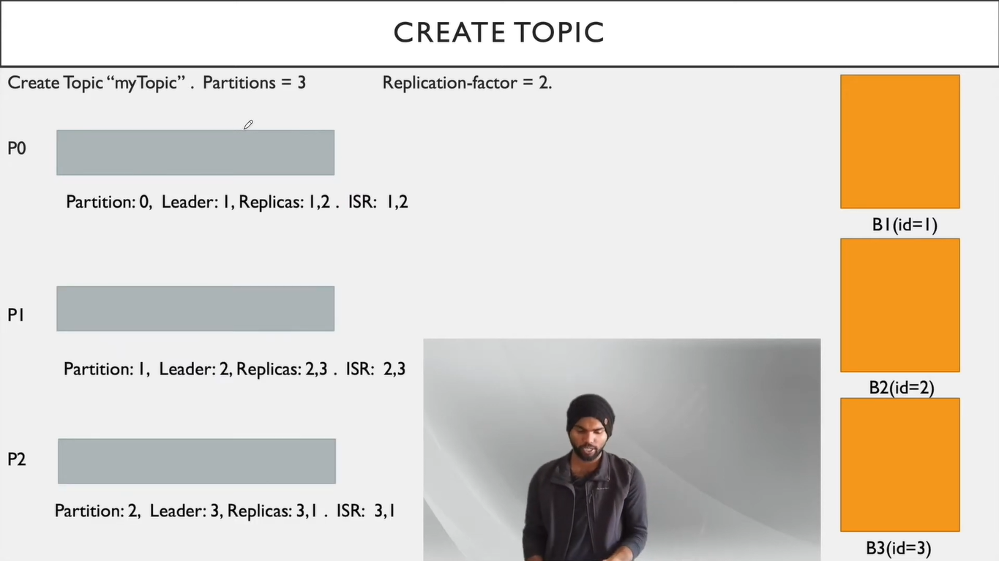 CREATE TOPIC
Create Topic “myTopic” . Partitions = 3 Replication-factor = 2.
P0
Partition: 0, Leader: 1, Replicas: 1,2 . ISR: 1,2
B1(id=1)
P1
Partition: 1, Leader: 2, Replicas: 2,3 . ISR: 2,3
B2(id=2)
P2
Partition: 2, Leader: 3, Replicas: 3,1 . ISR: 3,1
B3(id=3)